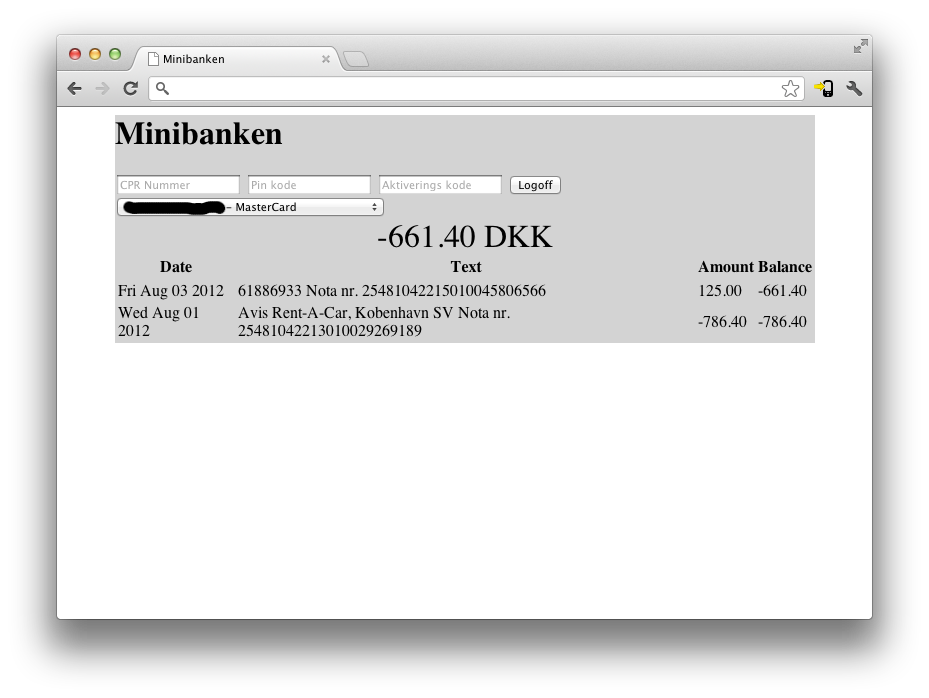 Minibanken
Minibanken
CPR Nummer Pin kode Aktiverings kode Logoff
- MasterCard
-661.40 DKK
Date Text Amount Balance
Fri Aug 03 2012 61886933 Nota nr. 25481042215010045806566 125.00 -661.40
Wed Aug 01 Avis Rent-A-Car, Kobenhavn SV Nota nr.
2012 25481042213010029269189 -786.40 -786.40